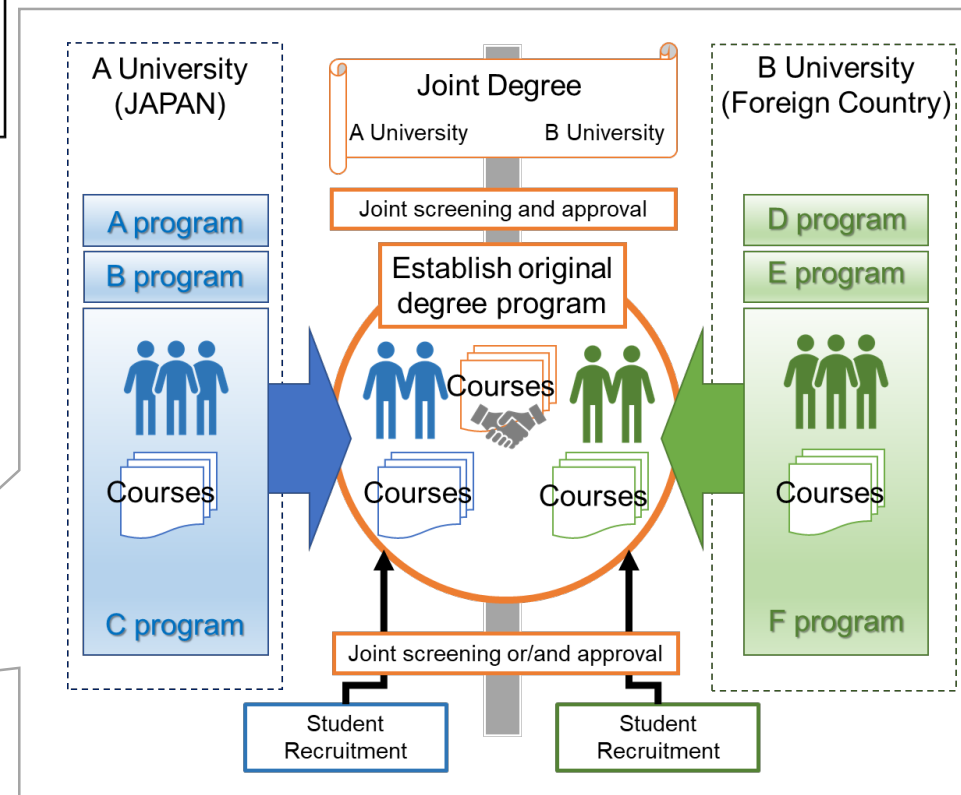 A University
(JAPAN)
A program
B program
Courses
C program
Joint Degree
A University
B University
Joint screening and approval
Establish original
degree program
Courses
Courses
Courses
Joint screening or/and approval
Student
Recruitment
Student
Recruitment
B University
(Foreign Country)
D program
E program
Courses
F program